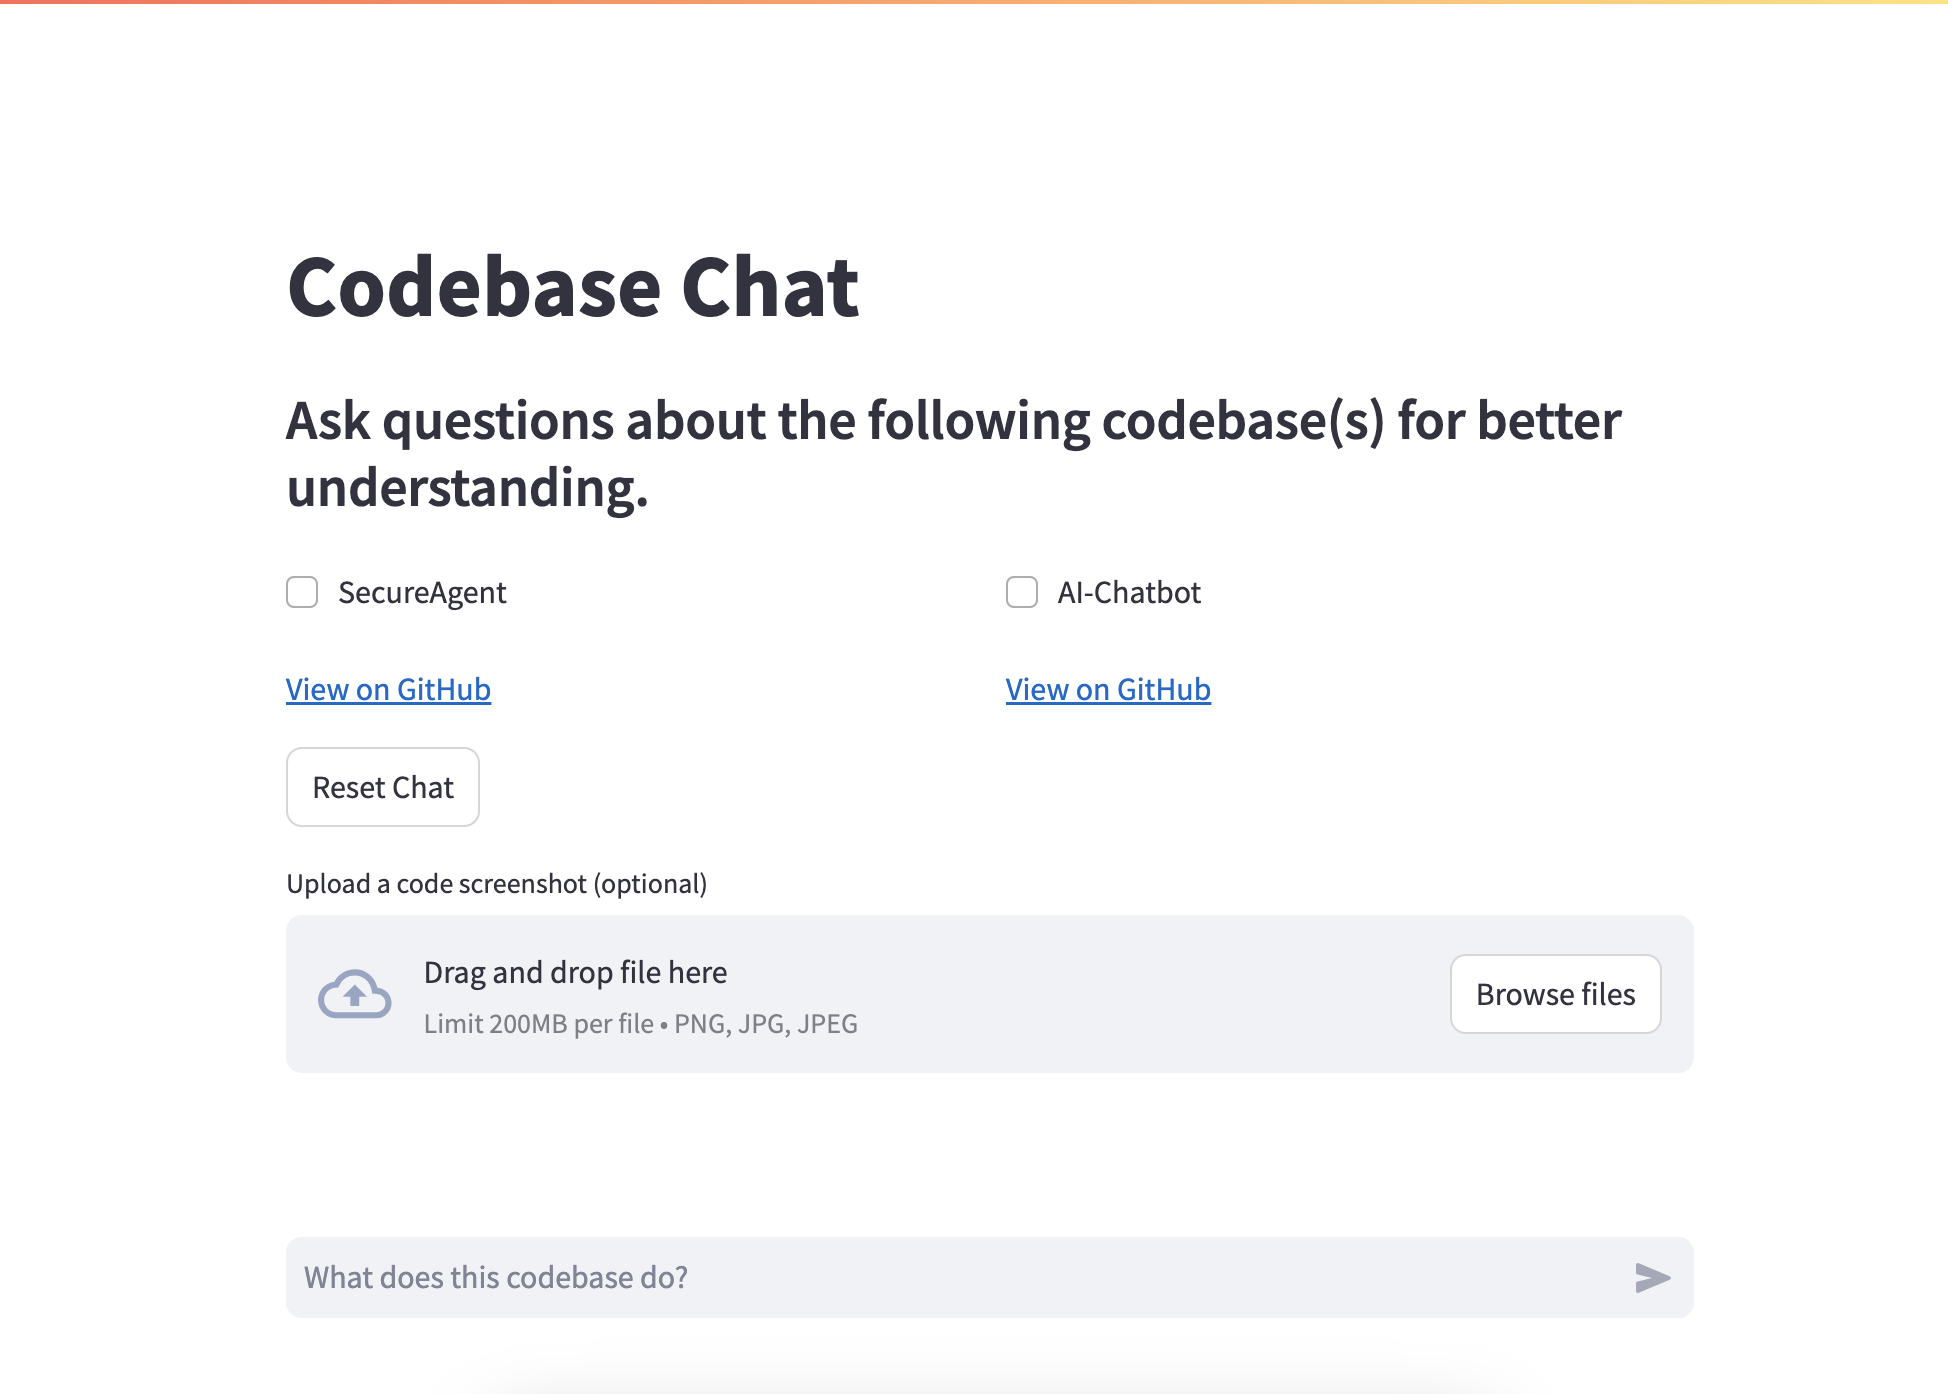 Codebase Chat
Ask questions about the following codebase(s) for better
understanding.
SecureAgent
AI-Chatbot
View on GitHub
View on GitHub
Reset Chat
Upload a code screenshot (optional)
Drag and drop file here
Limit 200MB per file • PNG, JPG, JPEG
Browse files
What does this codebase do?